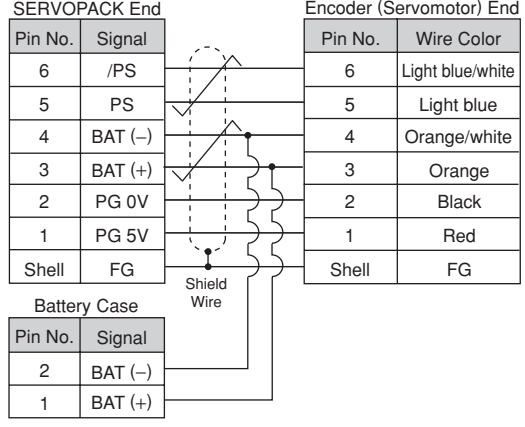 SERVOPACK End Encoder (Servomotor) End
Pin No. Signal Pin No. Wire Color
6 /PS 6 Light blue/white
5 PS 5 Light blue
4 BAT (−) 4 Orange/white
3 BAT (+) 3 Orange
2 PG 0V 2 Black
1 PG 5V 1 Red
Shell FG Shell FG
Shield
Wire
Battery Case
Pin No. Signal
2 BAT (−)
1 BAT (+)